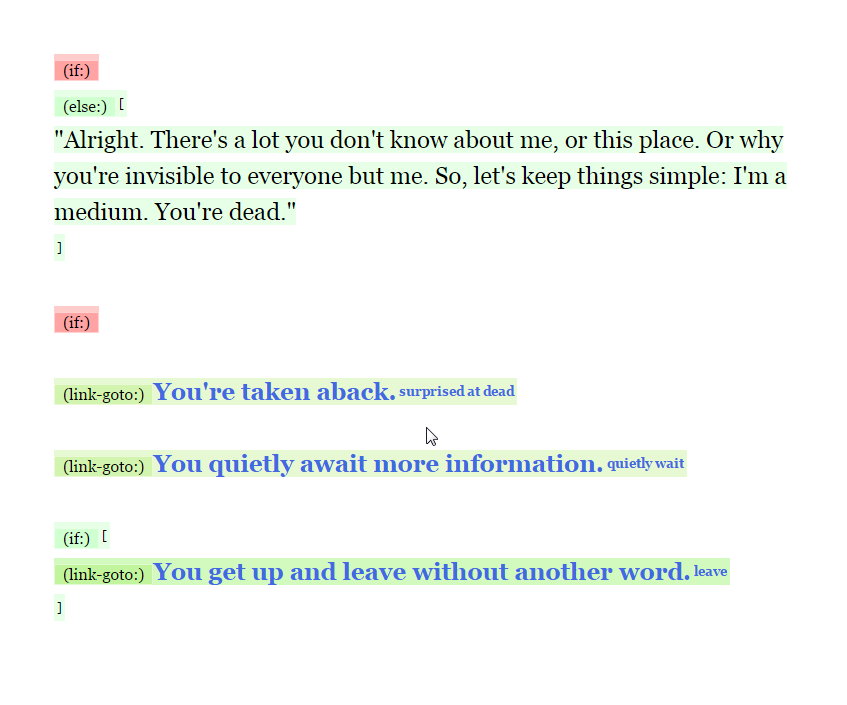 (if:)
(else:) [
"Alright. There's a lot you don't know about me, or this place. Or why
you're invisible to everyone but me. So, let's keep things simple: I'm a
medium. You're dead."
]
(if:)
(link-goto:) You're taken aback. surprised at dead
(link-goto:) You quietly await more information. quietly wait
(if:) [
(link-goto:) You get up and leave without another word. leave
]